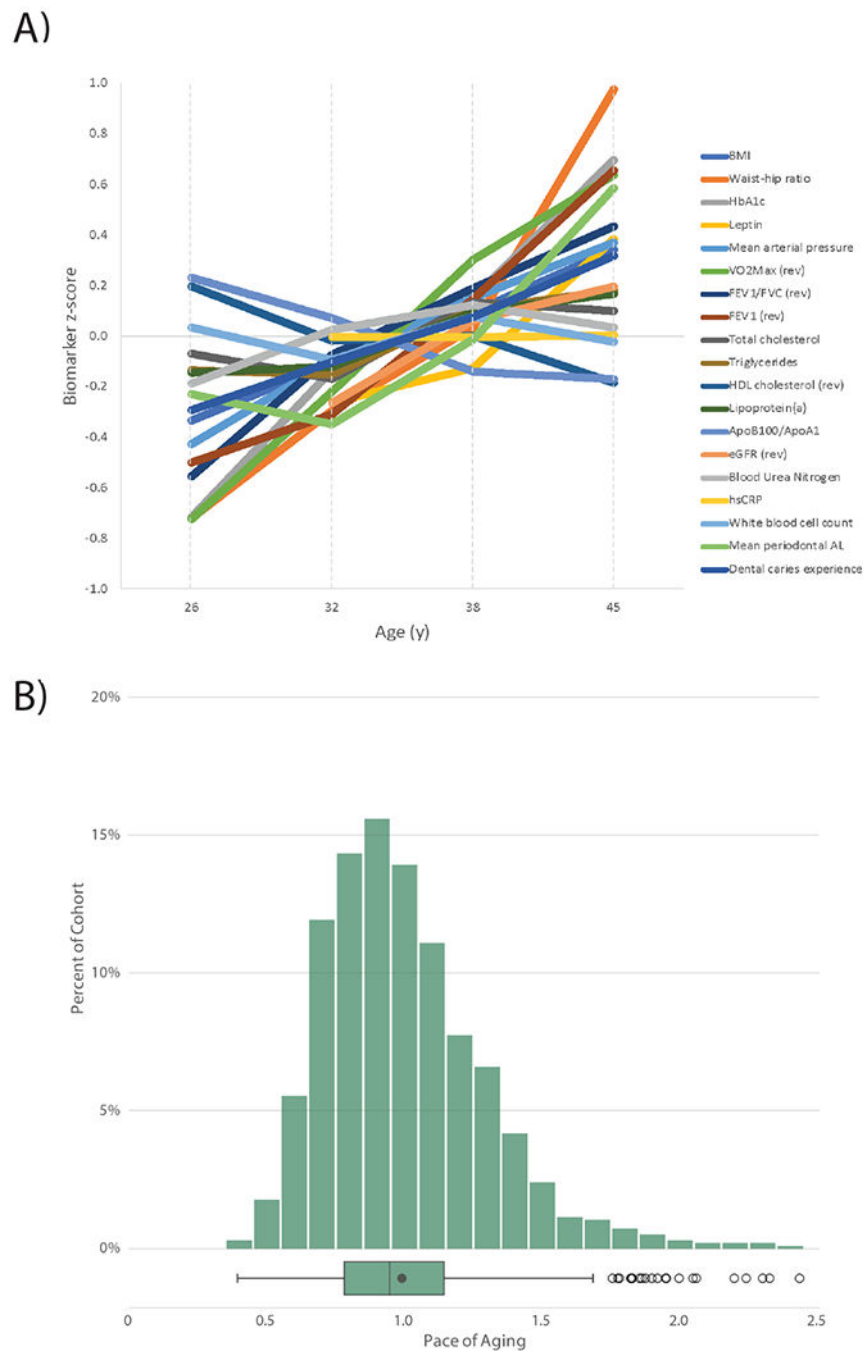 A)
1.0
0.8
0.6
0.4
0.2
0.0
-0.2
-0.4
-0.6
-0.8
-1.0
Biomarker z-score
26
32
38
45
Age (y)
BMI
Waist-hip ratio
HbA1c
Leptin
Mean arterial pressure
VO2Max (rev)
FEV1/FVC (rev)
FEV1 (rev)
Total cholesterol
Triglycerides
HDL cholesterol (rev)
Lipoprotein(a)
ApoB100/ApoA1
eGFR (rev)
Blood Urea Nitrogen
hsCRP
White blood cell count
Mean periodontal AL
Dental caries experience
B)
20%
15%
10%
5%
0%
Percent of Cohort
0
0.5
1.0
1.5
2.0
2.5
Pace of Aging